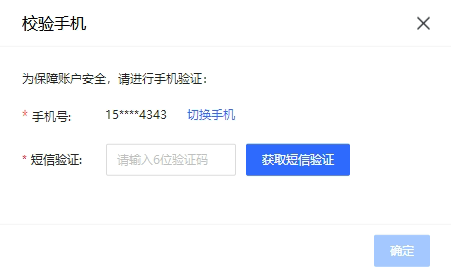 校验手机
为保障账户安全，请进行手机验证：
* 手机号: 15****4343 切换手机
* 短信验证: 请输入6位验证码 获取短信验证
确定